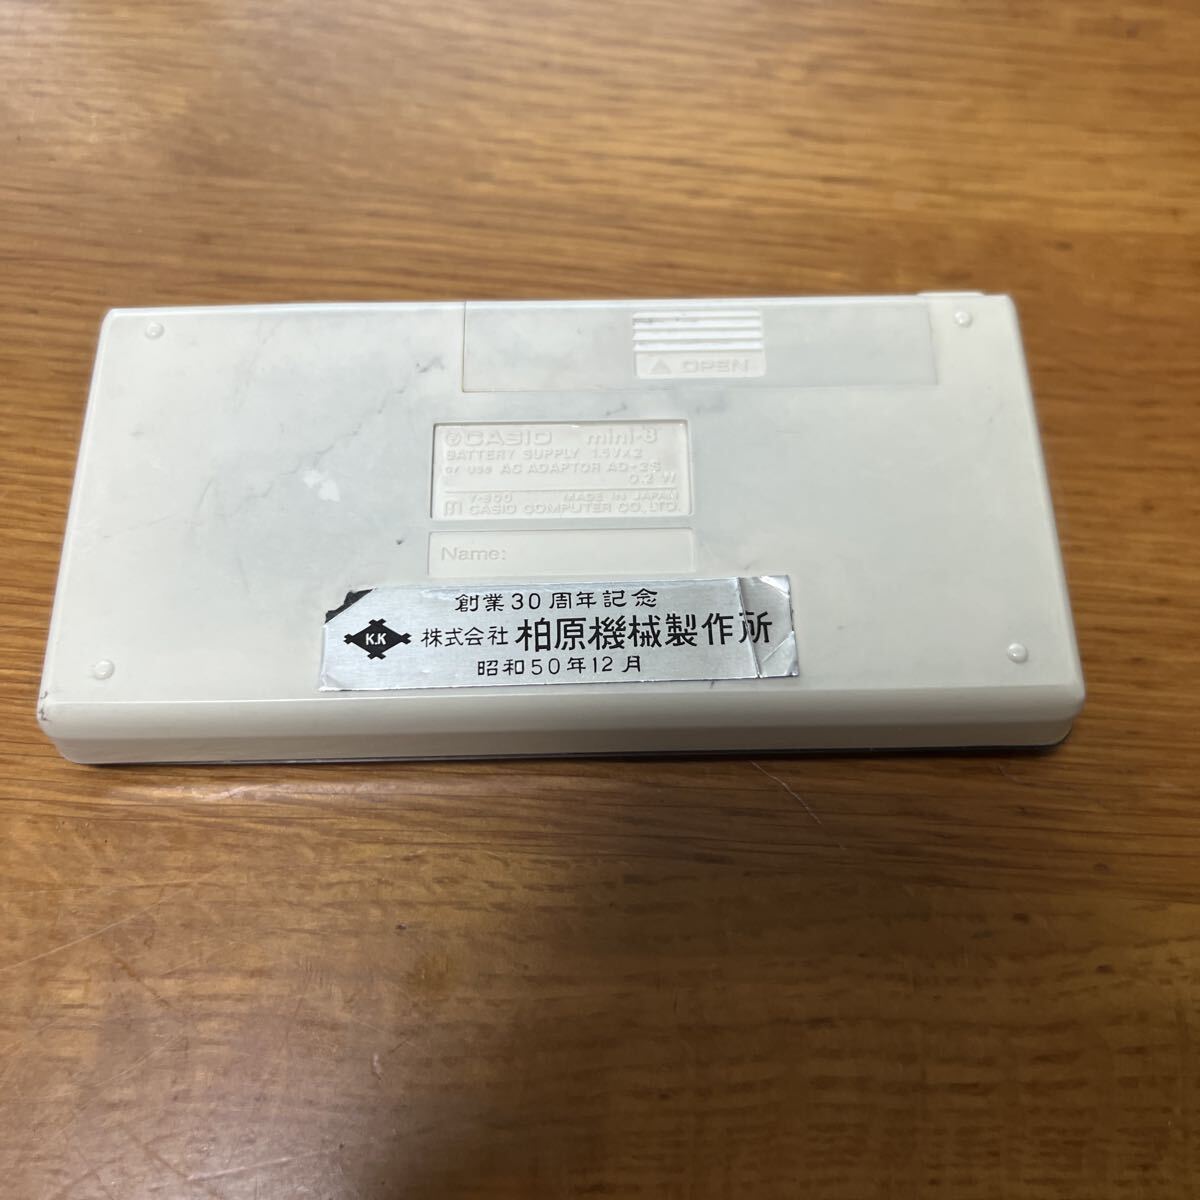 ▲ OPEN
CASIO mini-8
BATTERY SUPPLY 1.5V×2
or use AC ADAPTOR AD-2S
0.2 W
Y-800 MADE IN JAPAN
CASIO COMPUTER CO., LTD.
Name:
創業30周年記念
K.K 株式会社 柏原機械製作所
昭和50年12月